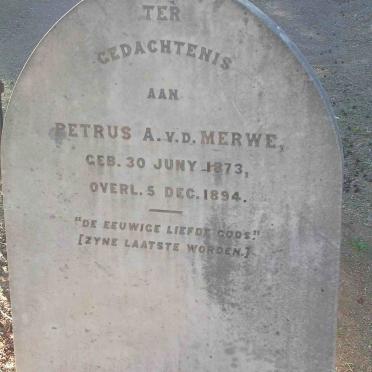 TER
GEDACHTENIS
AAN
PETRUS A.V.D. MERWE,
GEB. 30 JUNY 1873,
OVERL. 5 DEC. 1894.
"DE EEUWIGE LIEFDE GODS."
[ZYNE LAATSTE WORDEN.]